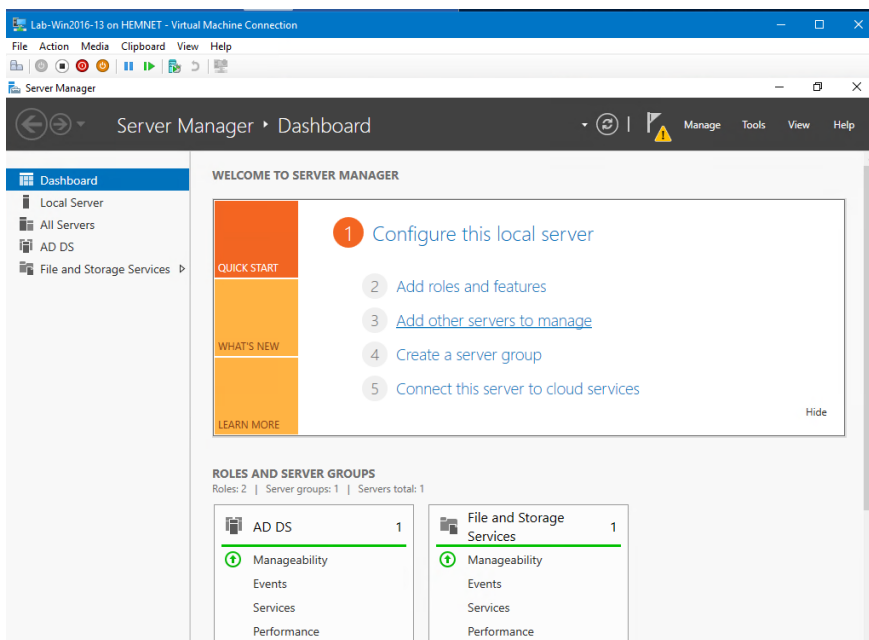 Lab-Win2016-13 on HEMNET - Virtual Machine Connection
File Action Media Clipboard View Help
Server Manager
Server Manager • Dashboard
Manage Tools View Help
Dashboard
Local Server
All Servers
AD DS
File and Storage Services
WELCOME TO SERVER MANAGER
QUICK START
WHAT'S NEW
LEARN MORE
1 Configure this local server
2 Add roles and features
3 Add other servers to manage
4 Create a server group
5 Connect this server to cloud services
Hide
ROLES AND SERVER GROUPS
Roles: 2 | Server groups: 1 | Servers total: 1
AD DS 1
Manageability
Events
Services
Performance
File and Storage
Services 1
Manageability
Events
Services
Performance